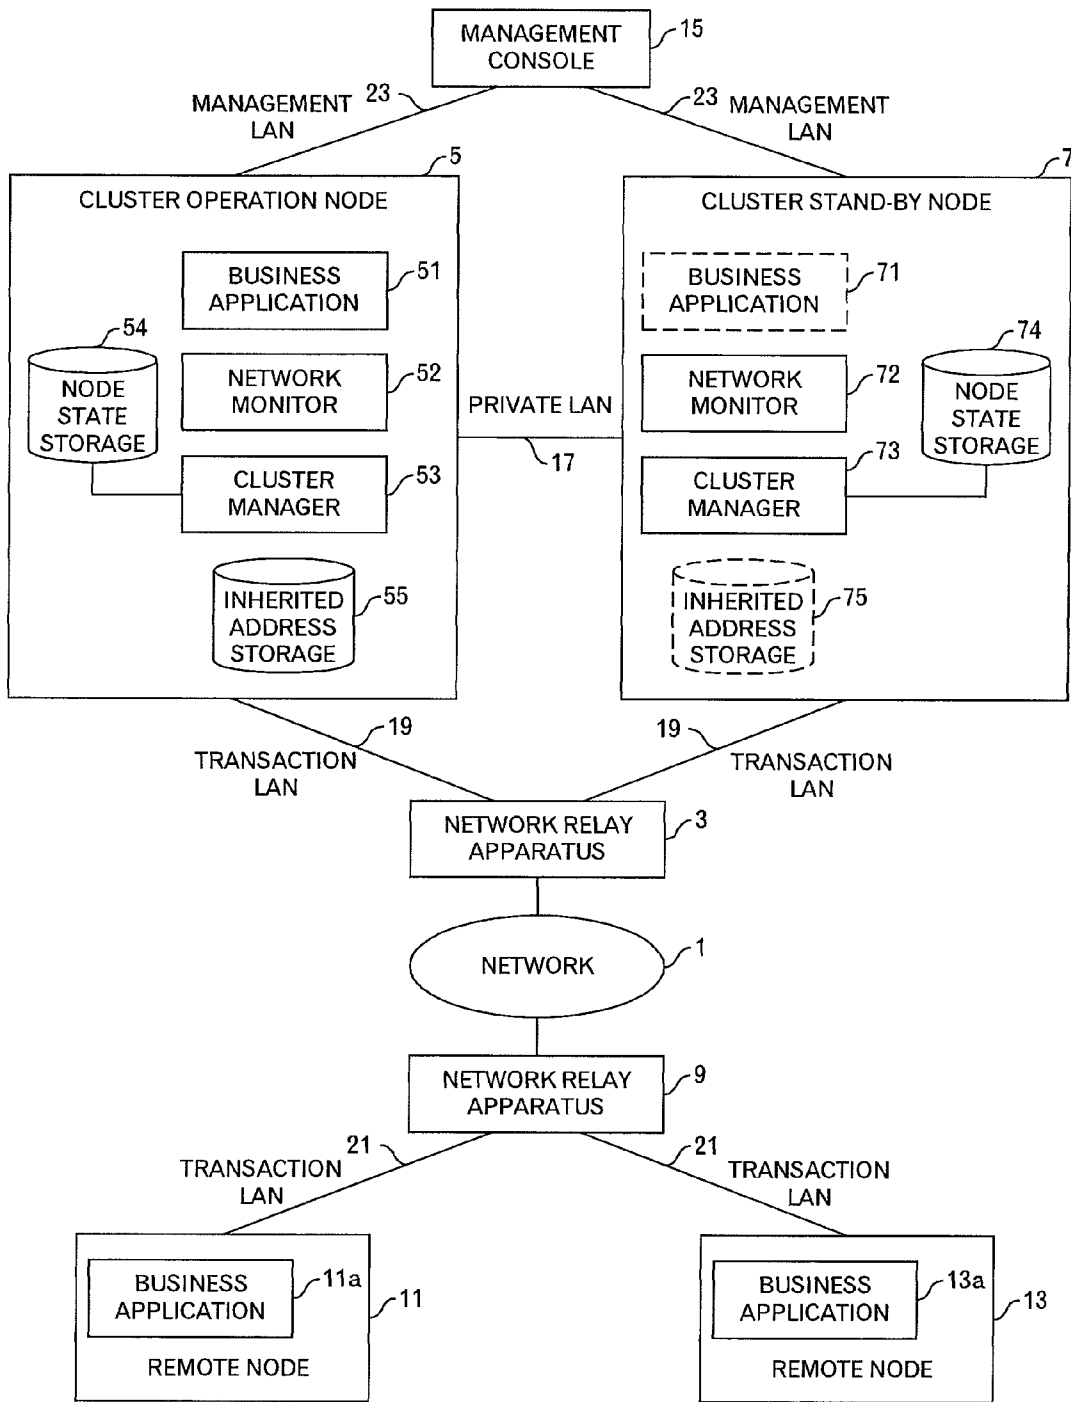 MANAGEMENT
CONSOLE
15
23
MANAGEMENT
LAN
23
MANAGEMENT
LAN
5
CLUSTER OPERATION NODE
BUSINESS
APPLICATION
51
54
NODE
STATE
STORAGE
NETWORK
MONITOR
52
CLUSTER
MANAGER
53
INHERITED
ADDRESS
STORAGE
55
PRIVATE LAN
17
7
CLUSTER STAND-BY NODE
BUSINESS
APPLICATION
71
74
NODE
STATE
STORAGE
NETWORK
MONITOR
72
CLUSTER
MANAGER
73
INHERITED
ADDRESS
STORAGE
75
19
TRANSACTION
LAN
19
TRANSACTION
LAN
NETWORK RELAY
APPARATUS
3
NETWORK
1
NETWORK RELAY
APPARATUS
9
21
TRANSACTION
LAN
21
TRANSACTION
LAN
BUSINESS
APPLICATION
11a
11
REMOTE NODE
BUSINESS
APPLICATION
13a
13
REMOTE NODE